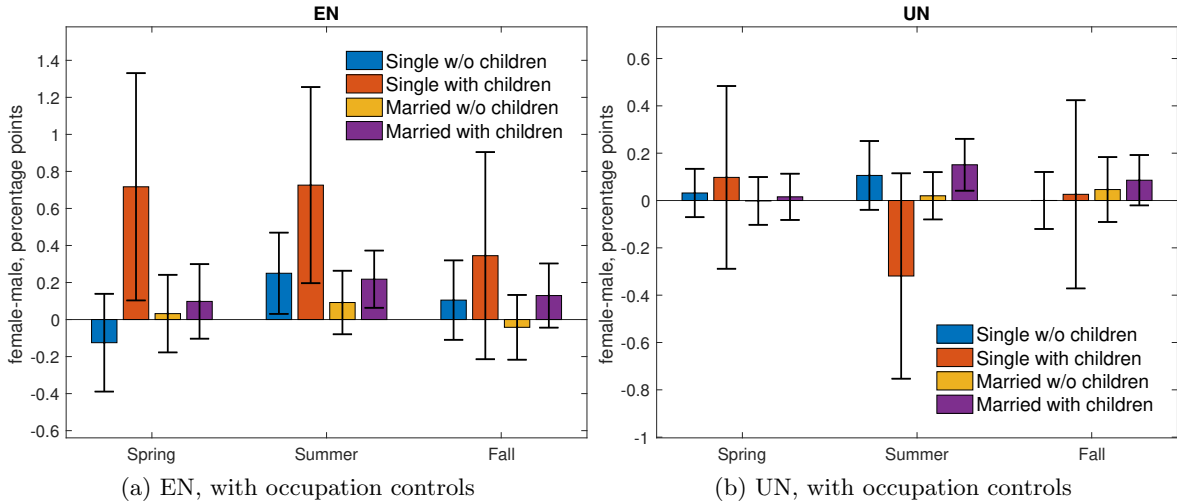 EN
female-male, percentage points
1.4
1.2
1
0.8
0.6
0.4
0.2
0
-0.2
-0.4
-0.6
Single w/o children
Single with children
Married w/o children
Married with children
Spring
Summer
Fall
(a) EN, with occupation controls
UN
female-male, percentage points
0.6
0.4
0.2
0
-0.2
-0.4
-0.6
-0.8
-1
Single w/o children
Single with children
Married w/o children
Married with children
Spring
Summer
Fall
(b) UN, with occupation controls